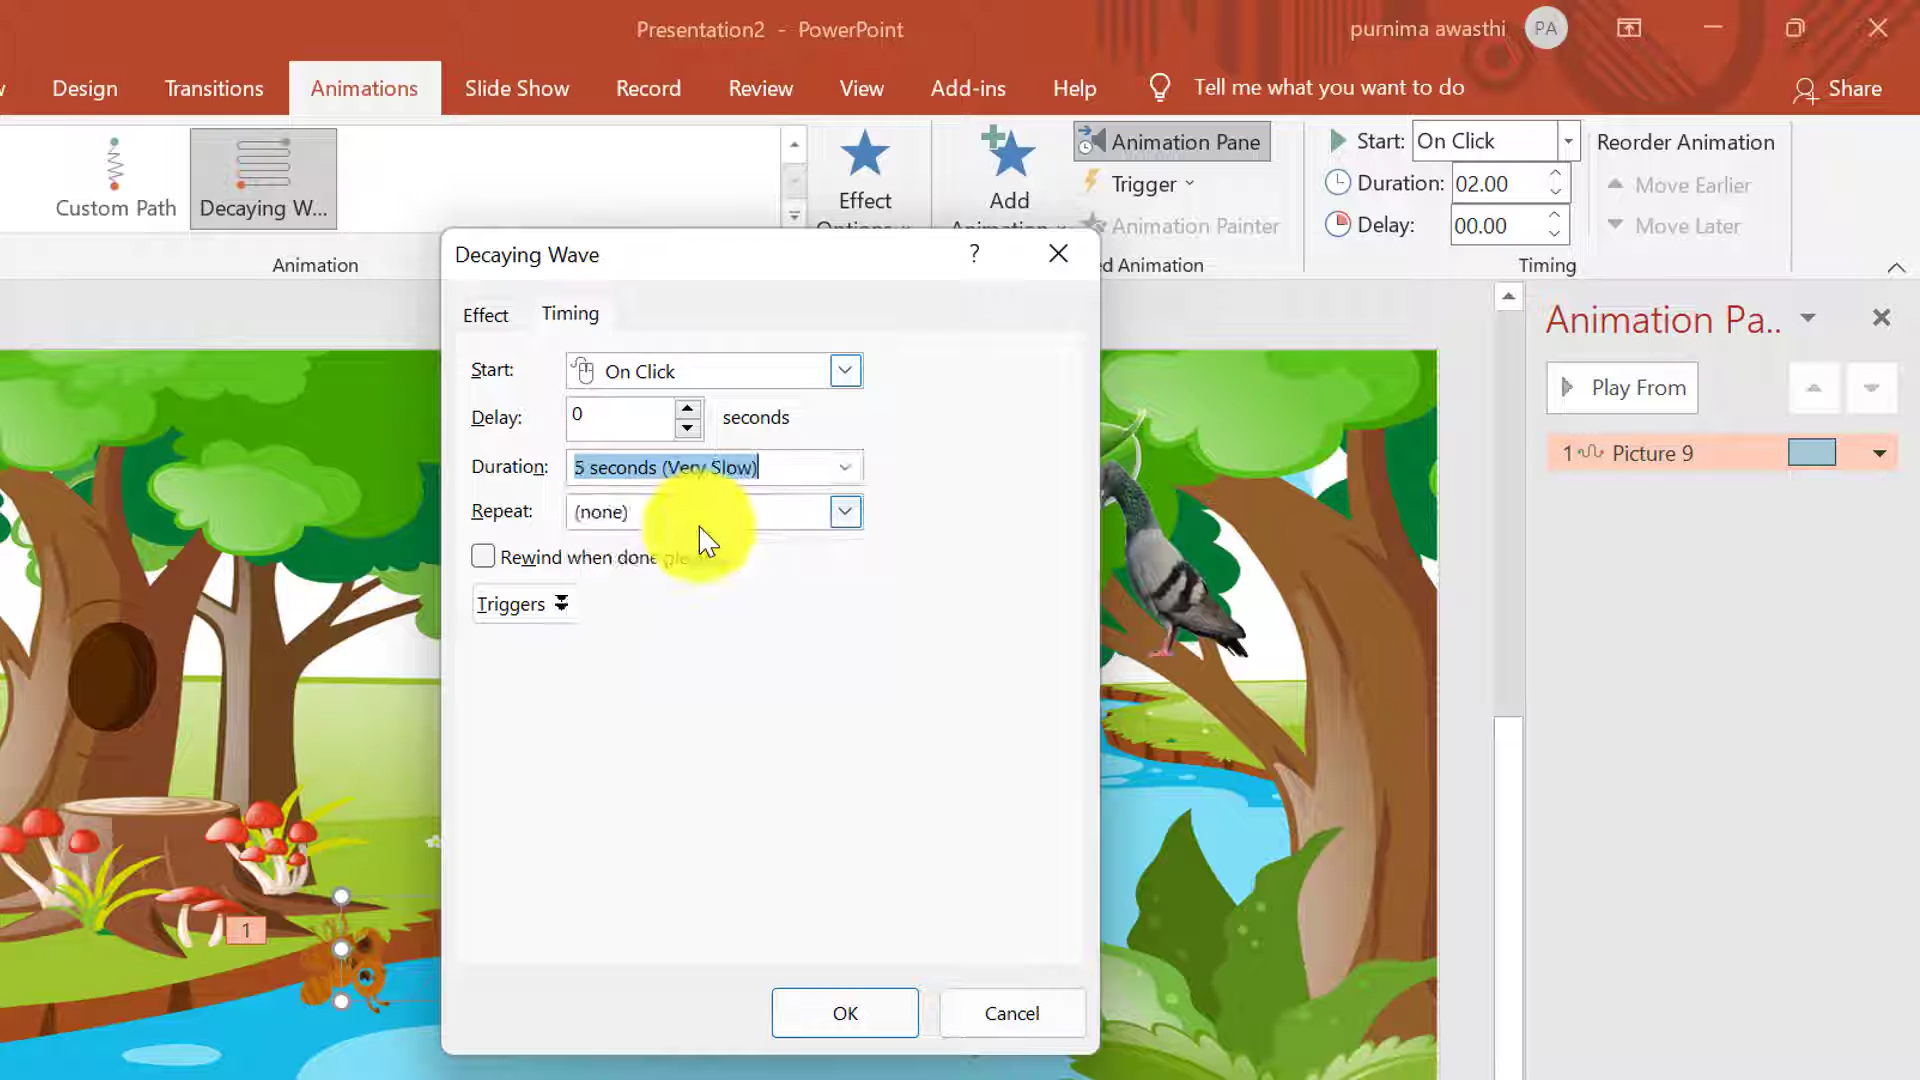 Presentation2 - PowerPoint
purnima awasthi
PA
Design
Transitions
Animations
Slide Show
Record
Review
View
Add-ins
Help
Tell me what you want to do
Share
Custom Path
Decaying W...
Effect
Add
Animation Pane
Trigger
Animation Painter
Start: On Click
Duration: 02.00
Delay: 00.00
Reorder Animation
Move Earlier
Move Later
Animation
d Animation
Timing
Decaying Wave
?
Effect
Timing
Start: On Click
Delay: 0 seconds
Duration: 5 seconds (Very Slow)
Repeat: (none)
Rewind when done
Triggers
OK
Cancel
Animation Pa..
Play From
1 Picture 9
1